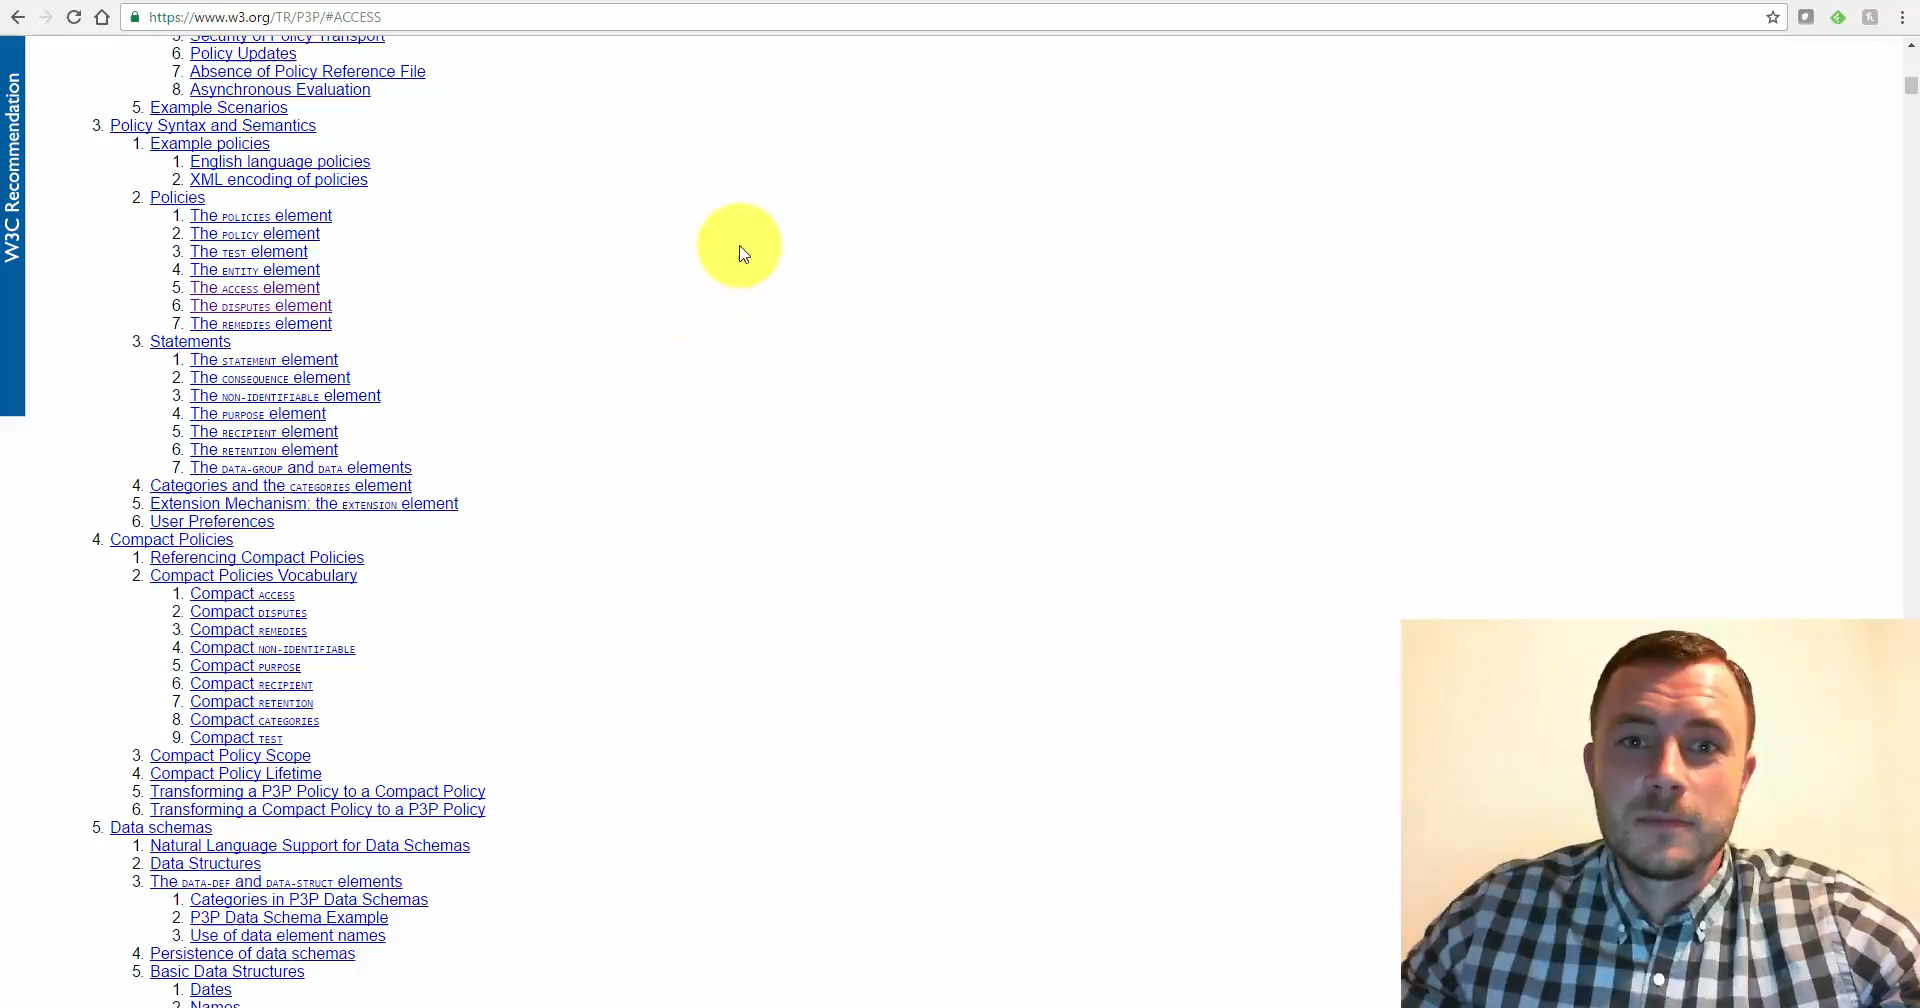 https://www.w3.org/TR/P3P/#ACCESS
W3C Recommendation
5. Security of Policy Transport
6. Policy Updates
7. Absence of Policy Reference File
8. Asynchronous Evaluation
5. Example Scenarios
3. Policy Syntax and Semantics
1. Example policies
1. English language policies
2. XML encoding of policies
2. Policies
1. The POLICIES element
2. The POLICY element
3. The TEST element
4. The ENTITY element
5. The ACCESS element
6. The DISPUTES element
7. The REMEDIES element
3. Statements
1. The STATEMENT element
2. The CONSEQUENCE element
3. The NON-IDENTIFIABLE element
4. The PURPOSE element
5. The RECIPIENT element
6. The RETENTION element
7. The DATA-GROUP and DATA elements
4. Categories and the CATEGORIES element
5. Extension Mechanism: the EXTENSION element
6. User Preferences
4. Compact Policies
1. Referencing Compact Policies
2. Compact Policies Vocabulary
1. Compact ACCESS
2. Compact DISPUTES
3. Compact REMEDIES
4. Compact NON-IDENTIFIABLE
5. Compact PURPOSE
6. Compact RECIPIENT
7. Compact RETENTION
8. Compact CATEGORIES
9. Compact TEST
3. Compact Policy Scope
4. Compact Policy Lifetime
5. Transforming a P3P Policy to a Compact Policy
6. Transforming a Compact Policy to a P3P Policy
5. Data schemas
1. Natural Language Support for Data Schemas
2. Data Structures
3. The DATA-DEF and DATA-STRUCT elements
1. Categories in P3P Data Schemas
2. P3P Data Schema Example
3. Use of data element names
4. Persistence of data schemas
5. Basic Data Structures
1. Dates
2. Names